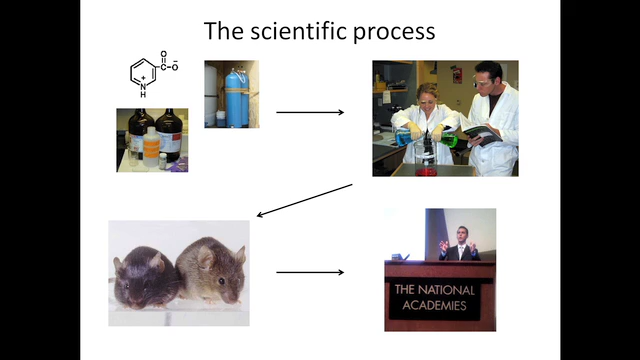 The scientific process
O
C-O
-
+
N
H
THE NATIONAL
ACADEMIES